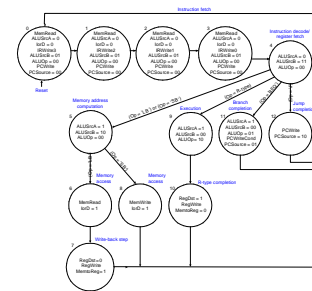 Instruction fetch
0
MemRead
ALUSrcA = 0
IorD = 0
IRWrite3
ALUSrcB = 01
ALUOp = 00
PCWrite
PCSource = 00
1
MemRead
ALUSrcA = 0
IorD = 0
IRWrite2
ALUSrcB = 01
ALUOp = 00
PCWrite
PCSource = 00
2
MemRead
ALUSrcA = 0
IorD = 0
ALUSrcB = 01
ALUOp = 00
PCWrite
PCSource = 00
3
MemRead
ALUSrcA = 0
IorD = 0
IRWrite0
ALUSrcB = 01
ALUOp = 00
PCWrite
PCSource = 00
Instruction decode/
register fetch
4
ALUSrcA = 0
ALUSrcB = 11
ALUOp = 00
Reset
Memory address
computation
5
ALUSrcA = 1
ALUSrcB = 10
ALUOp = 00
Execution
9
ALUSrcA =1
ALUSrcB = 00
ALUOp = 10
Branch
completion
11
ALUSrcA = 1
ALUSrcB = 00
ALUOp = 01
PCWriteCond
PCSource = 01
Jump
completi
12
PCWrite
PCSource = 10
Memory
access
6
MemRead
IorD = 1
Memory
access
8
MemWrite
IorD = 1
R-type completion
10
RegDst = 1
RegWrite
MemtoReg = 0
Write-back step
7
RegDst=0
RegWrite
MemtoReg=1